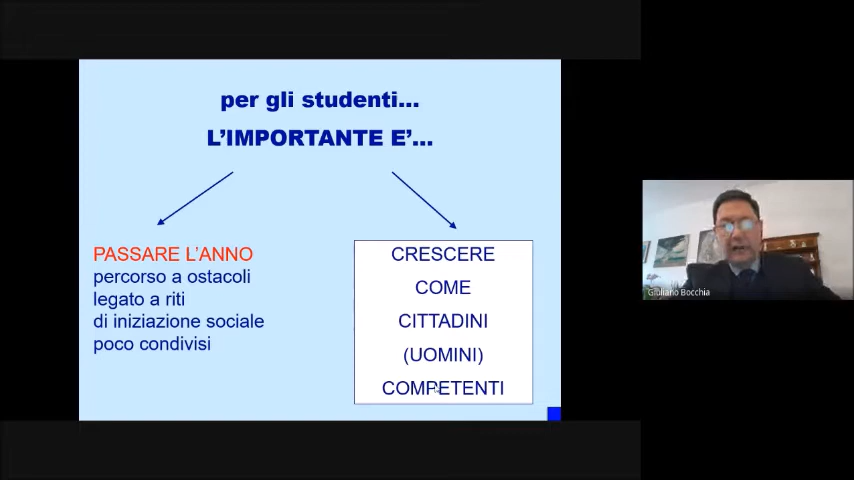 per gli studenti...
L'IMPORTANTE E'...
PASSARE L'ANNO
percorso a ostacoli
legato a riti
di iniziazione sociale
poco condivisi
CRESCERE
COME
CITTADINI
(UOMINI)
COMPETENTI
Giuliano Bocchia